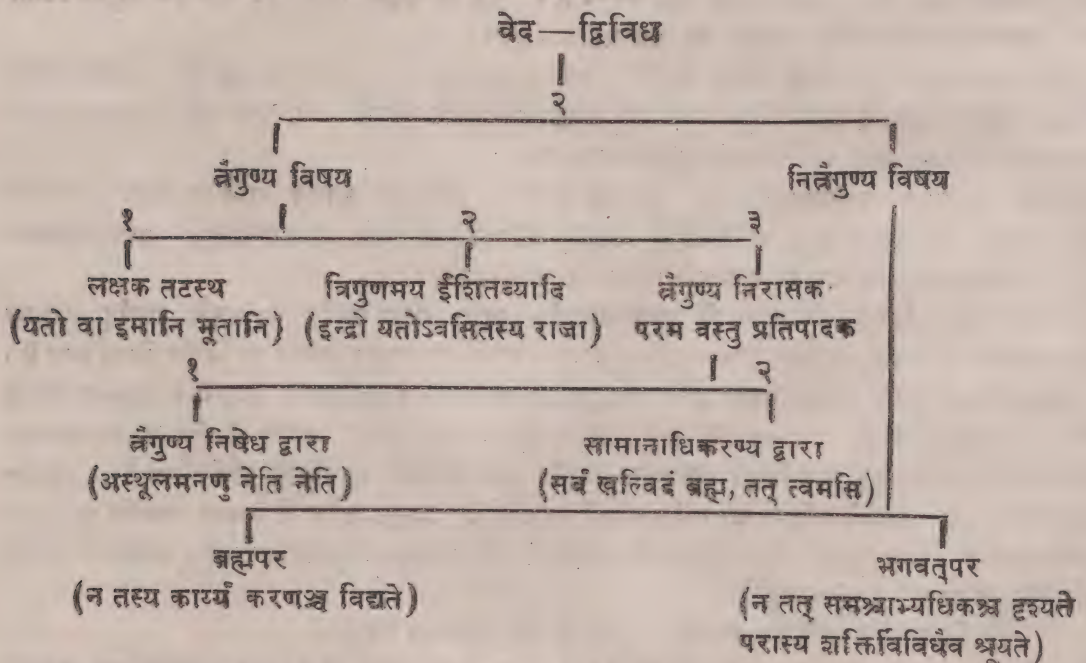 वेद—द्विविध
२
त्रैगुण्य विषय निस्त्रैगुण्य विषय
१ २ ३
लक्षक तटस्थ त्रिगुणमय ईशितव्यादि त्रैगुण्य निरासक
(यतो वा इमानि भूतानि) (इन्द्रो यतोऽवसितस्य राजा) परम वस्तु प्रतिपादक
१ २
त्रैगुण्य निषेध द्वारा सामानाधिकरण्य द्वारा
(अस्थूलमनणु नेति नेति) (सर्वं खल्विदं ब्रह्म, तत् त्वमसि)
ब्रह्मपर भगवत्पर
(न तस्य कार्य्यं करणञ्च विद्यते) (न तत् समश्चाभ्यधिकश्च दृश्यते
परास्य शक्तिर्विविधैव श्रूयते)